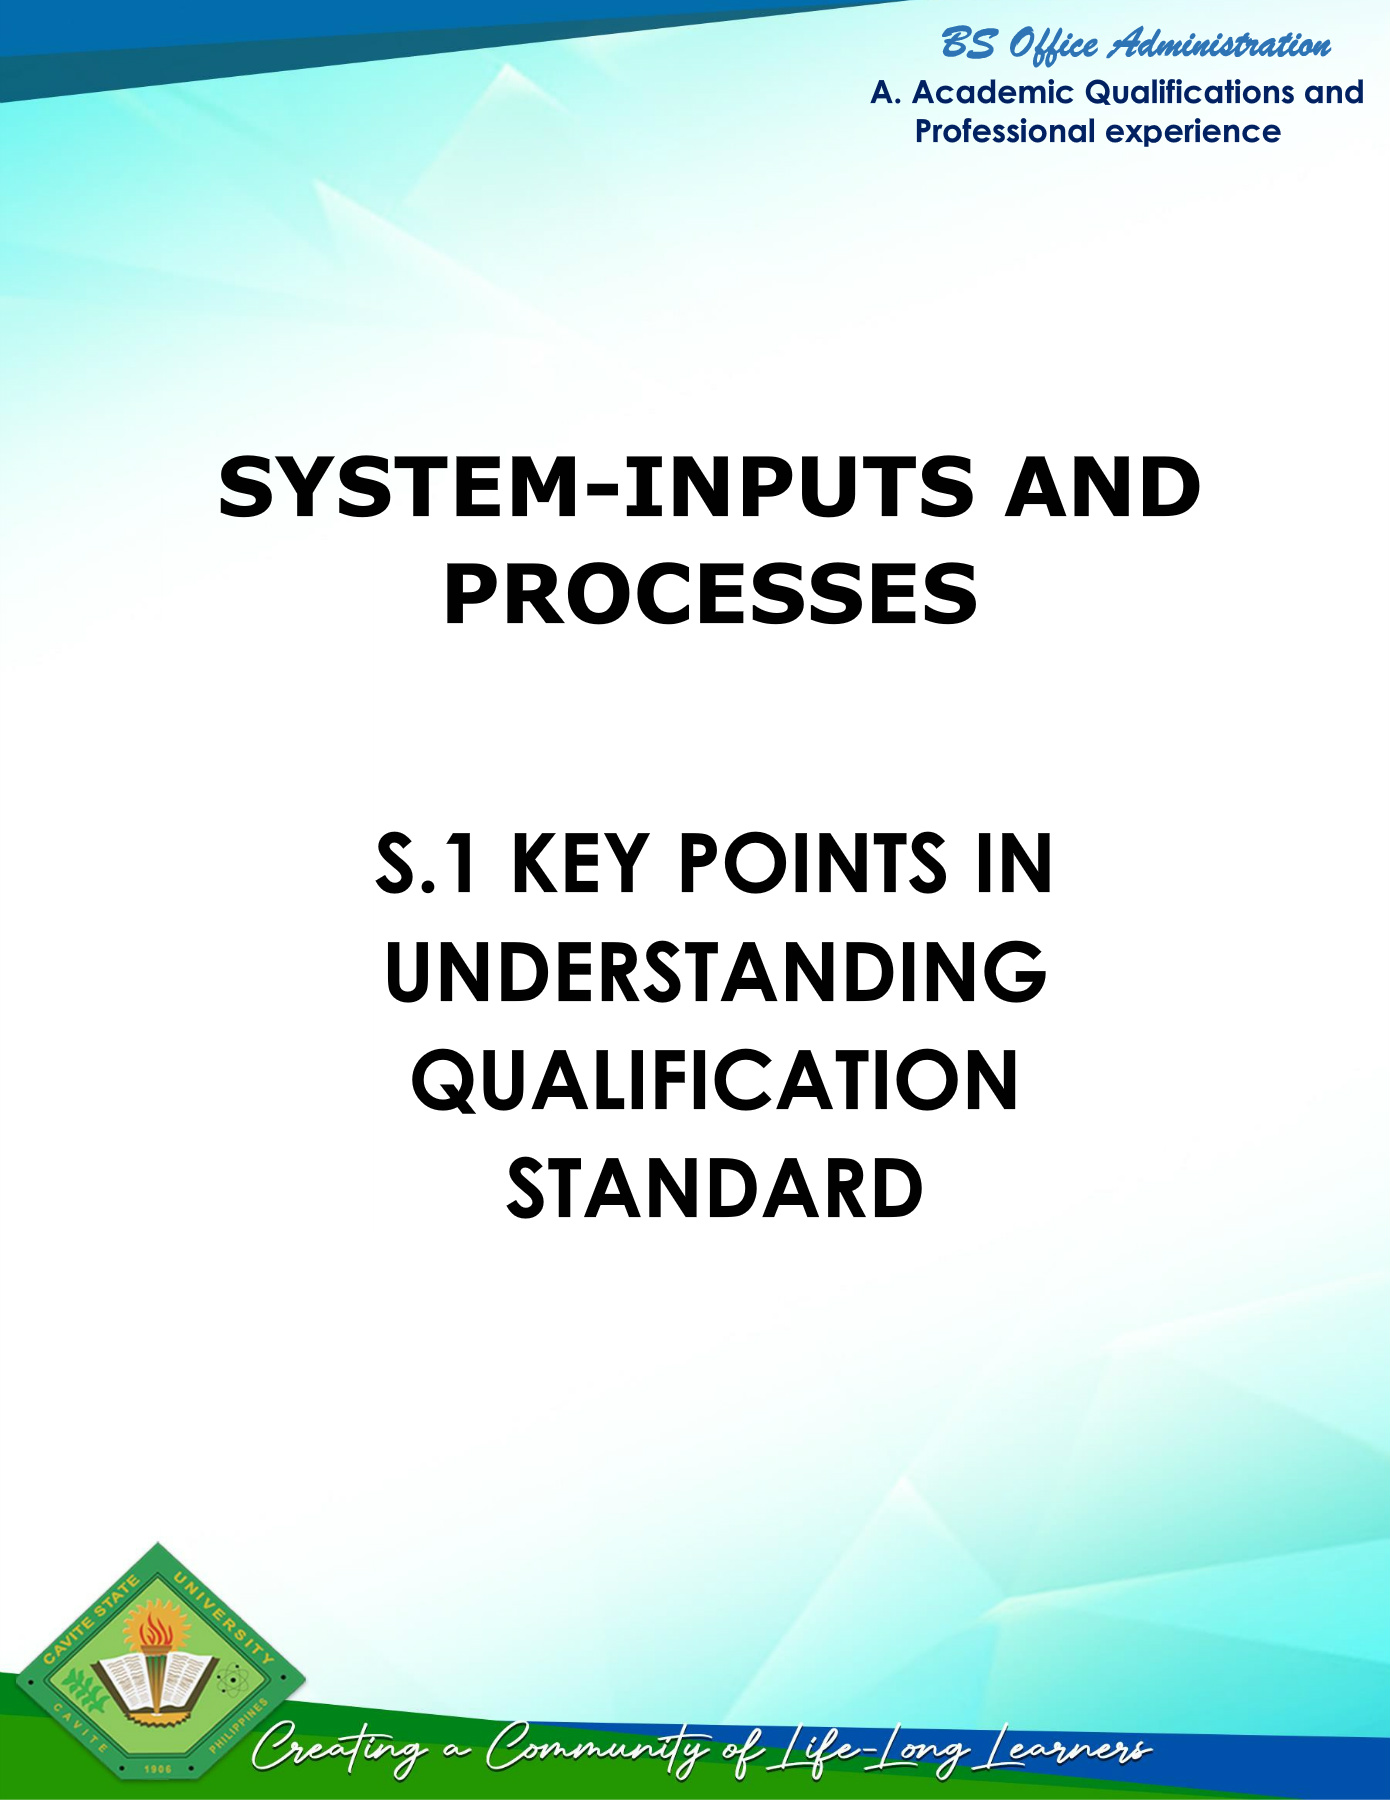 BS Office Administration
A. Academic Qualifications and
Professional experience
SYSTEM-INPUTS AND
PROCESSES
S.1 KEY POINTS IN
UNDERSTANDING
QUALIFICATION
STANDARD
CAVITE STATE UNIVERSITY
CAVITE PHILIPPINES
1906
Creating a Community of Life-Long Learners